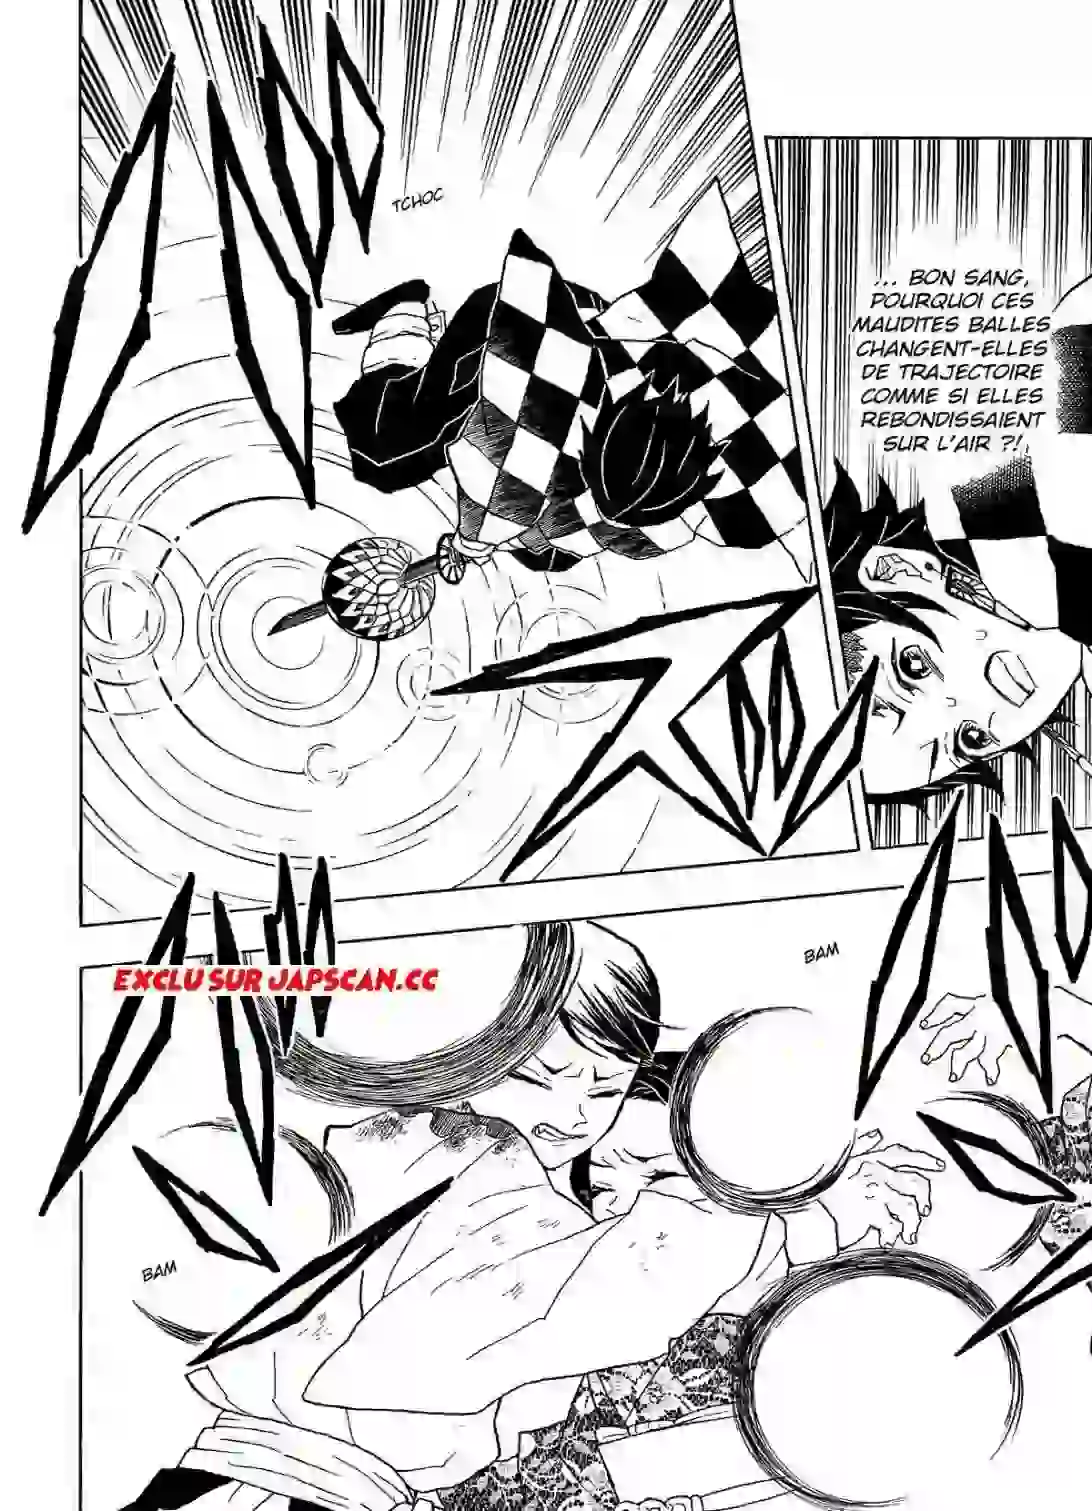 TCHOC
... BON SANG,
POURQUOI CES
MAUDITES BALLES
CHANGENT-ELLES
DE TRAJECTOIRE
COMME SI ELLES
REBONDISSAIENT
SUR L'AIR ?!
EXCLU SUR JAPSCAN.CC
BAM
BAM